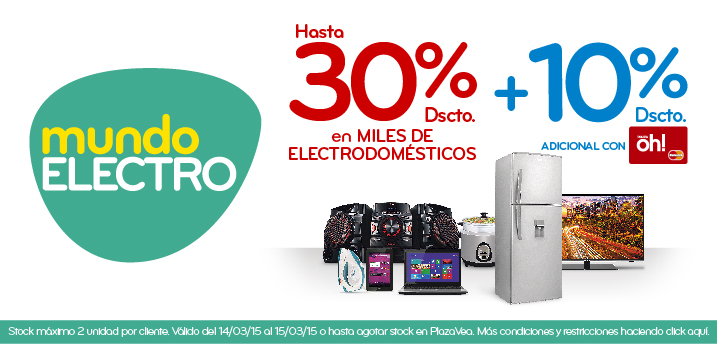 mundo
ELECTRO
Hasta
30%
Dscto.
en MILES DE
ELECTRODOMÉSTICOS
+10%
Dscto.
ADICIONAL CON
oh!
Stock máximo 2 unidad por cliente. Válido del 14/03/15 al 15/03/15 o hasta agotar stock en PlazaVea. Más condiciones y restricciones haciendo click aquí.